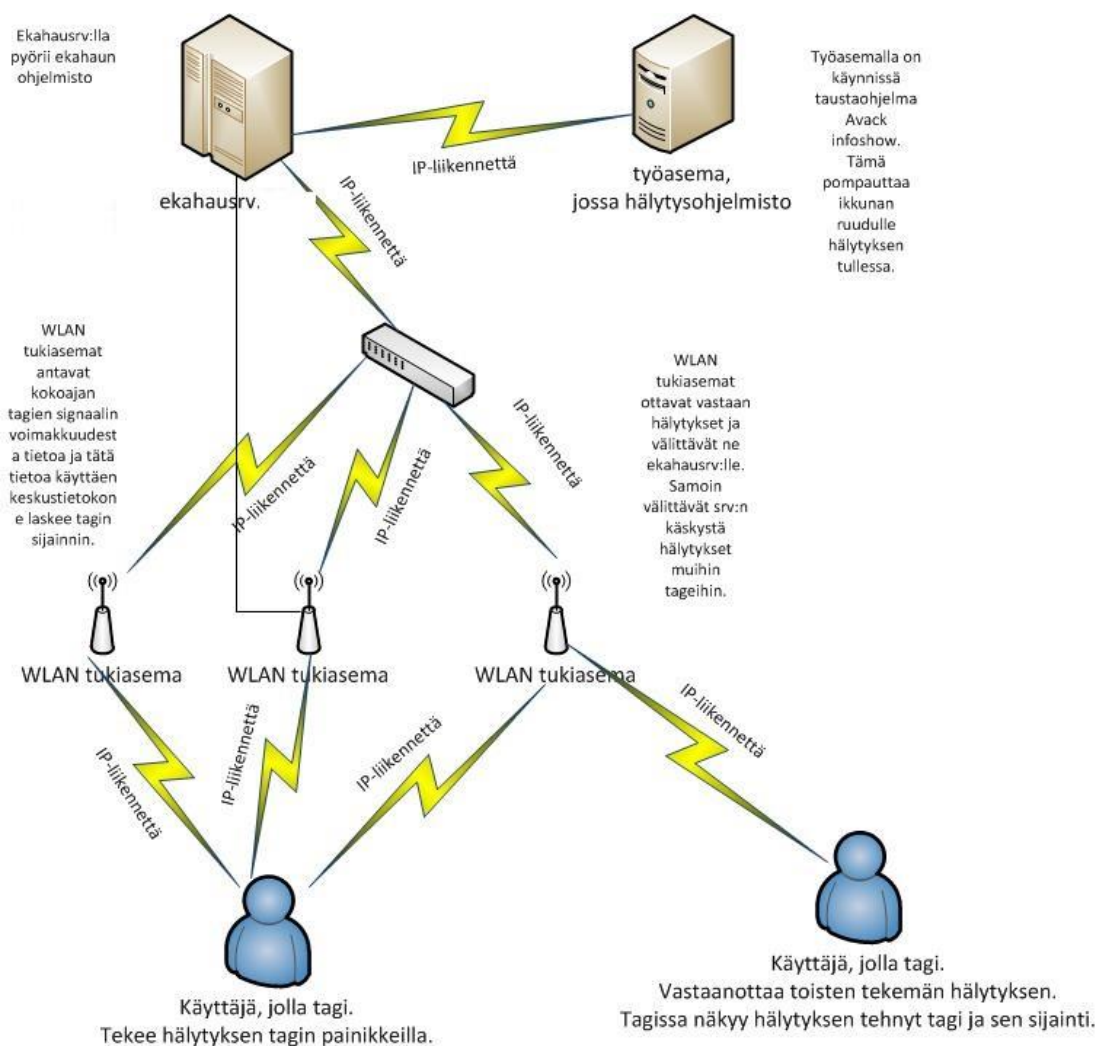 Ekahausrv:lla
pyörii ekahaun
ohjelmisto
ekahausrv.
IP-liikennettä
työasema,
jossa hälytysohjelmisto
Työasemalla on
käynnissä
taustaohjelma
Avack
infoshow.
Tämä
pompauttaa
ikkunan
ruudulle
hälytyksen
tullessa.
IP-liikennettä
WLAN
tukiasemat
antavat
kokoajan
tagien signaalin
voimakkuudest
a tietoa ja tätä
tietoa käyttäen
keskustietokon
e laskee tagin
sijainnin.
IP-liikennettä
IP-liikennettä
IP-liikennettä
WLAN
tukiasemat
ottavat vastaan
hälytykset ja
välittävät ne
ekahausrv:lle.
Samoin
välittävät srv:n
käskystä
hälytykset
muihin
tageihin.
WLAN tukiasema
WLAN tukiasema
WLAN tukiasema
IP-liikennettä
IP-liikennettä
IP-liikennettä
IP-liikennettä
Käyttäjä, jolla tagi.
Tekee hälytyksen tagin painikkeilla.
Käyttäjä, jolla tagi.
Vastaanottaa toisten tekemän hälytyksen.
Tagissa näkyy hälytyksen tehnyt tagi ja sen sijainti.